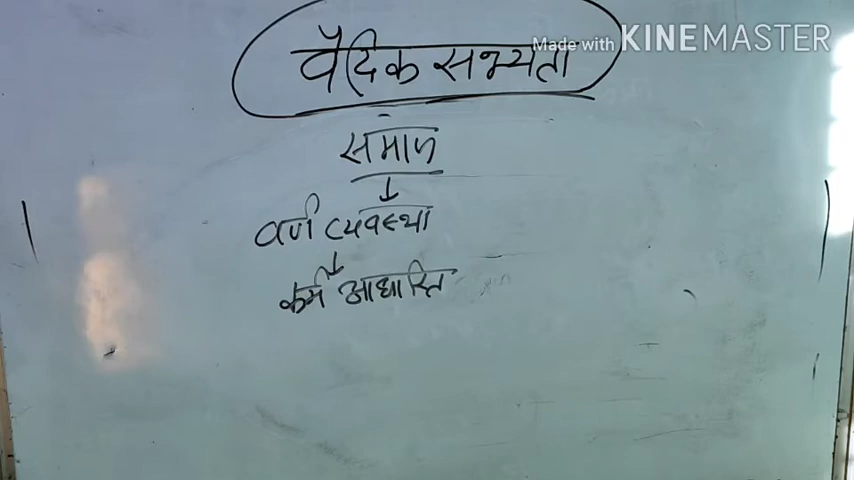 Made with KINEMASTER
वैदिक सभ्यता
समाज
वर्ण व्यवस्था
कर्म आधारित